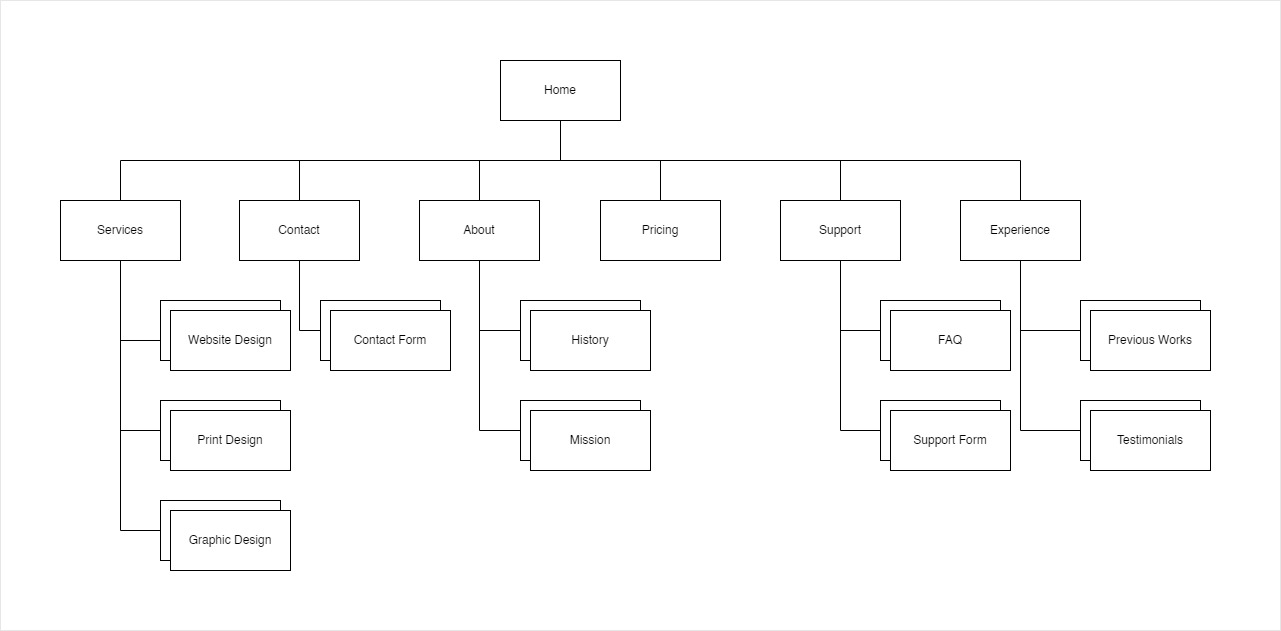 Home
Services
Contact
About
Pricing
Support
Experience
Website Design
Contact Form
History
FAQ
Previous Works
Print Design
Mission
Support Form
Testimonials
Graphic Design